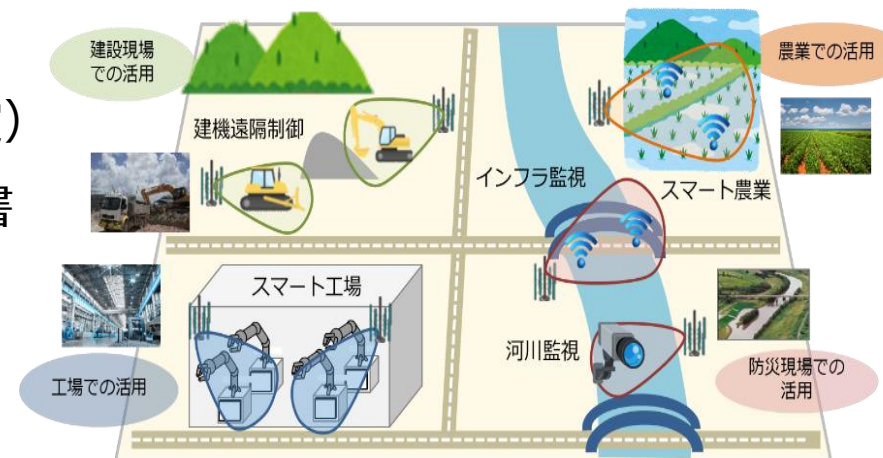 建設現場
での活用
農業での活用
)
建機遠隔制御
書
インフラ監視
スマート農業
スマート工場
河川監視
工場での活用
防災現場での
活用